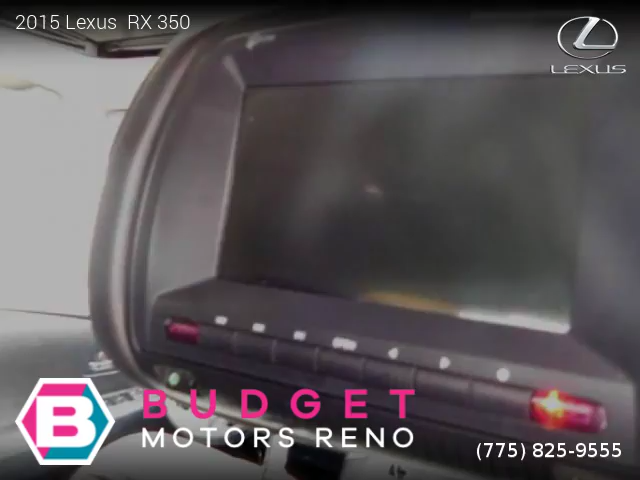 2015 Lexus RX 350
LEXUS
B BUDGET
MOTORS RENO
(775) 825-9555